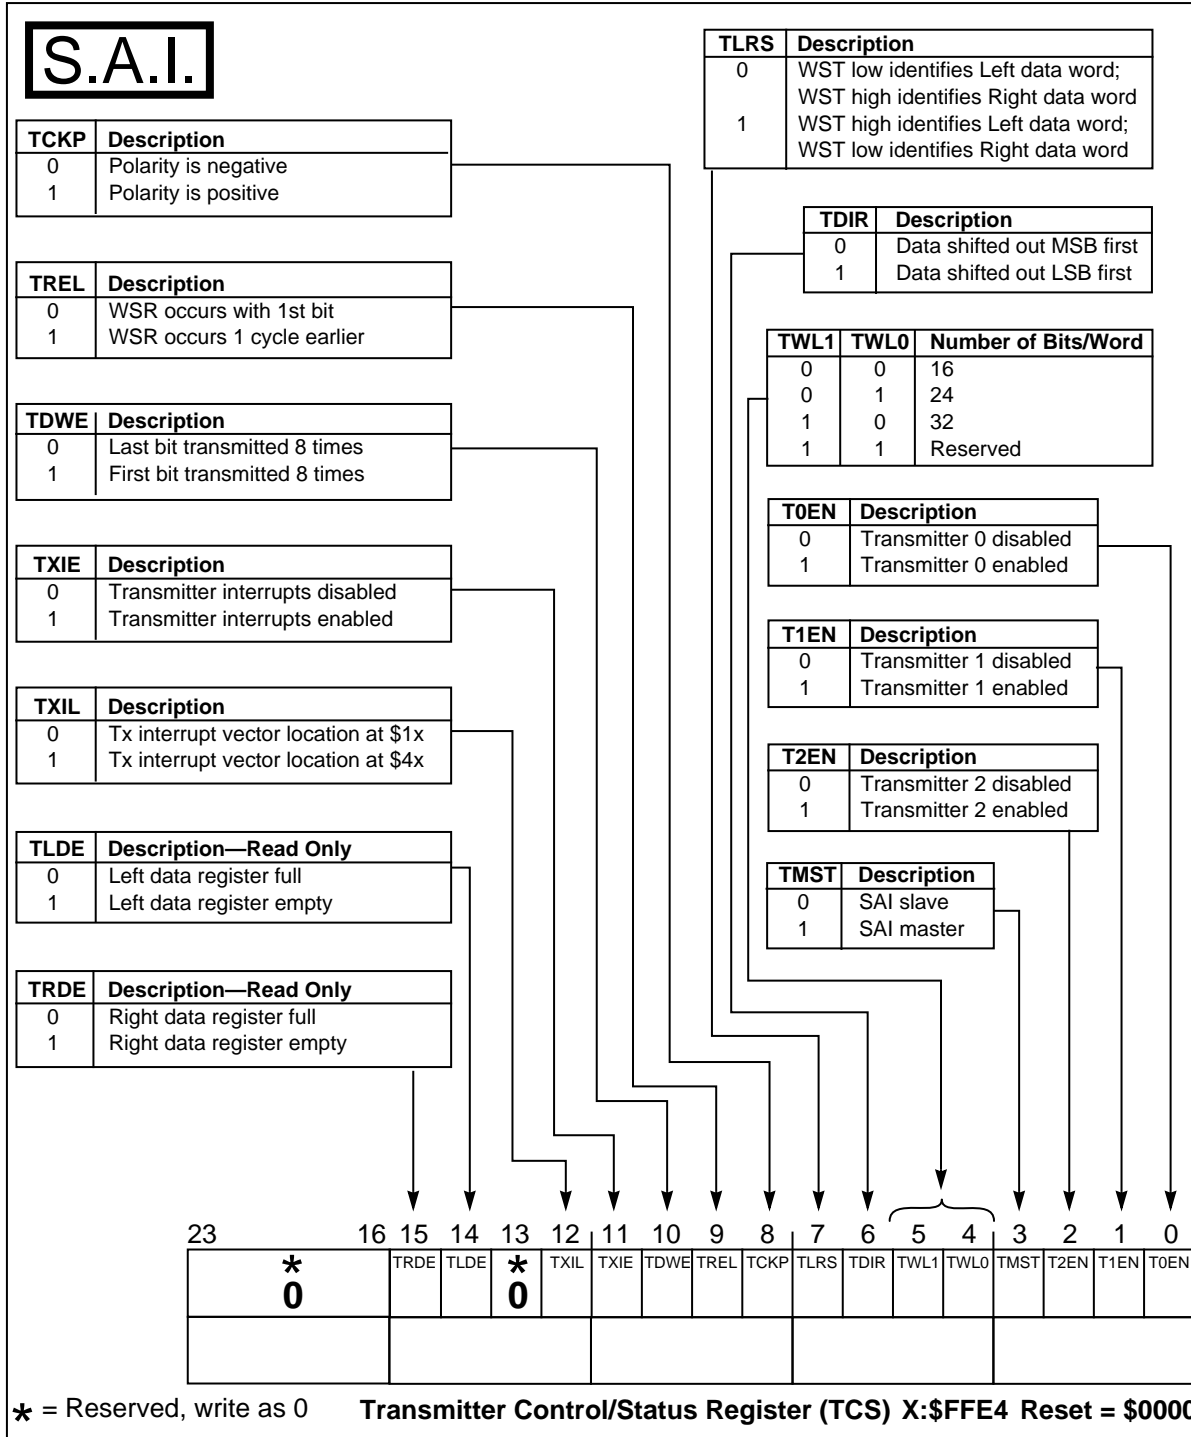 S.A.I.
TCKP Description
0 Polarity is negative
1 Polarity is positive
TREL Description
0 WSR occurs with 1st bit
1 WSR occurs 1 cycle earlier
TDWE Description
0 Last bit transmitted 8 times
1 First bit transmitted 8 times
TXIE Description
0 Transmitter interrupts disabled
1 Transmitter interrupts enabled
TXIL Description
0 Tx interrupt vector location at $1x
1 Tx interrupt vector location at $4x
TLDE Description—Read Only
0 Left data register full
1 Left data register empty
TRDE Description—Read Only
0 Right data register full
1 Right data register empty
TLRS Description
0 WST low identifies Left data word;
WST high identifies Right data word
1 WST high identifies Left data word;
WST low identifies Right data word
TDIR Description
0 Data shifted out MSB first
1 Data shifted out LSB first
TWL1 TWL0 Number of Bits/Word
0 0 16
0 1 24
1 0 32
1 1 Reserved
T0EN Description
0 Transmitter 0 disabled
1 Transmitter 0 enabled
T1EN Description
0 Transmitter 1 disabled
1 Transmitter 1 enabled
T2EN Description
0 Transmitter 2 disabled
1 Transmitter 2 enabled
TMST Description
0 SAI slave
1 SAI master
23 16 15 14 13 12 11 10 9 8 7 6 5 4 3 2 1 0
* TRDE TLDE * TXIL TXIE TDWE TREL TCKP TLRS TDIR TWL1 TWL0 TMST T2EN T1EN T0EN
0 0
* = Reserved, write as 0 Transmitter Control/Status Register (TCS) X:$FFE4 Reset = $0000